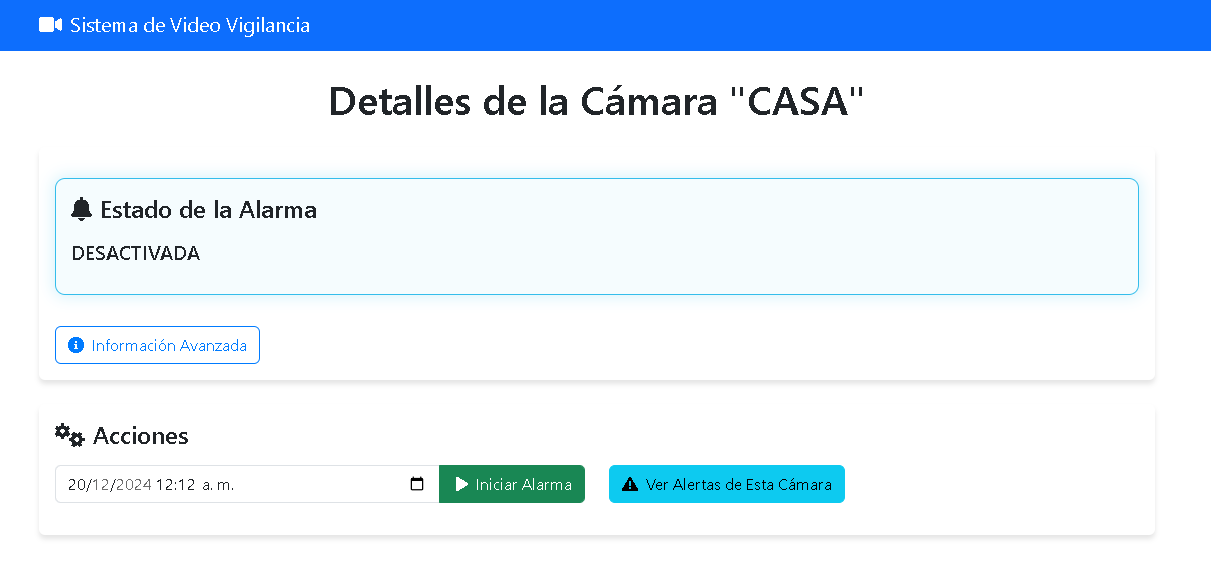 Sistema de Video Vigilancia
Detalles de la Cámara "CASA"
Estado de la Alarma
DESACTIVADA
Información Avanzada
Acciones
20/12/2024 12:12 a. m.
Iniciar Alarma
Ver Alertas de Esta Cámara